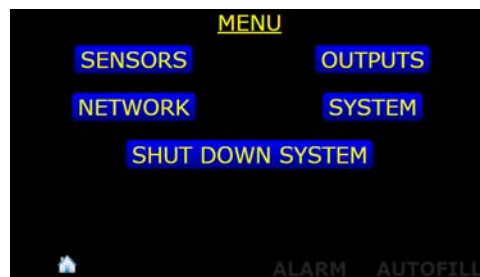 MENU
SENSORS OUTPUTS
NETWORK SYSTEM
SHUT DOWN SYSTEM
ALARM AUTOFILL